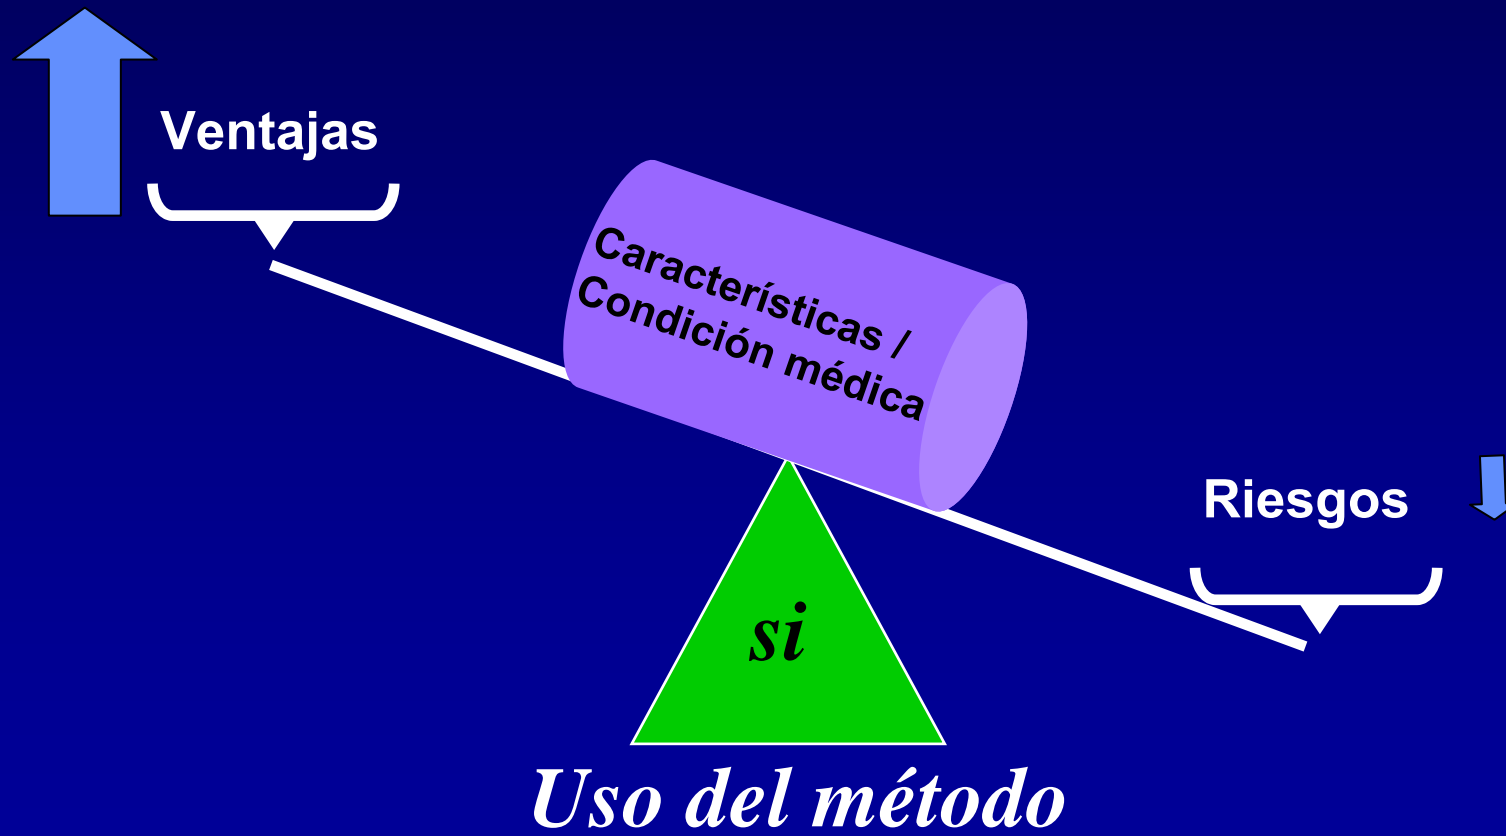 Ventajas
Características /
Condición médica
Riesgos
si
Uso del método